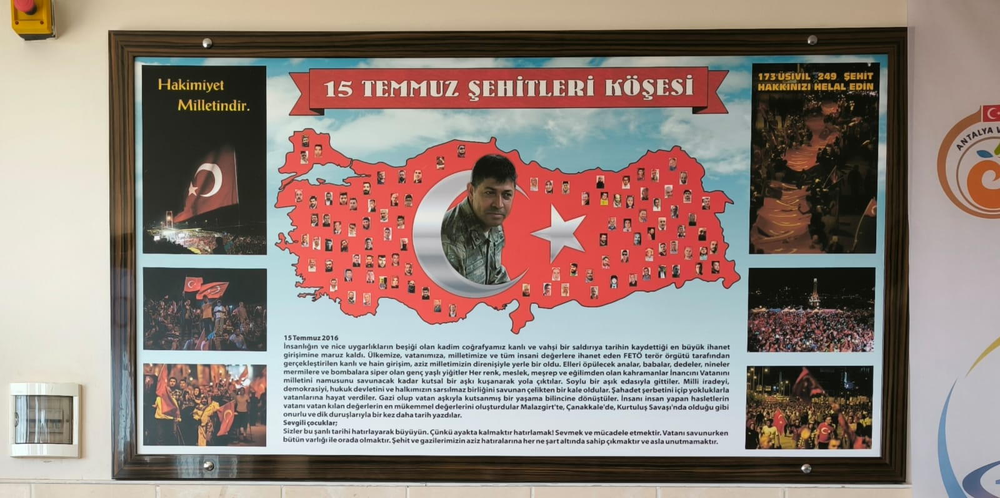 Hakimiyet
Milletindir.
15 TEMMUZ ŞEHİTLERİ KÖŞESİ
173'ÜSİVİL 249 ŞEHİT
HAKKINIZI HELAL EDİN
ANTALYA
15 Temmuz 2016
İnsanlığın ve nice uygarlıkların beşiği olan kadim coğrafyamız kanlı ve vahşi bir saldırıya tarihin kaydettiği en büyük ihanet
girişimine maruz kaldı. Ülkemize, vatanımıza, milletimize ve tüm insani değerlere ihanet eden FETÖ terör örgütü tarafından
gerçekleştirilen kanlı ve hain girişim, aziz milletimizin direnişiyle yerle bir oldu. Elleri öpülecek analar, babalar, dedeler, nineler
mermilere ve bombalara siper olan genç yaşlı yiğitler Her renk, meslek, meşrep ve eğilimden olan kahramanlar İnancını Vatanını
milletini namusunu savunacak kadar kutsal bir aşkı kuşanarak yola çıktılar. Soylu bir aşık edasıyla gittiler. Milli iradeyi,
demokrasiyi, hukuk devletini ve halkımızın sarsılmaz birliğini savunan çelikten bir kale oldular. Şahadet şerbetini içip yokluklarla
vatanlarına hayat verdiler. Gazi olup vatan aşkıyla kutsanmış bir yaşama bilincine dönüştüler. İnsanı insan yapan hasletlerin
vatanı vatan kılan değerlerin en mükemmel değerlerini oluşturdular Malazgirt'te, Çanakkale'de, Kurtuluş Savaşı'nda olduğu gibi
onurlu ve dik duruşlarıyla bir kez daha tarih yazdılar.
Sevgili çocuklar;
Sizler bu şanlı tarihi hatırlayarak büyüyün. Çünkü ayakta kalmaktır hatırlamak! Sevmek ve mücadele etmektir. Vatanı savunurken
bütün varlığı ile orada olmaktır. Şehit ve gazilerimizin aziz hatıralarına her ne şart altında sahip çıkmaktır ve asla unutmamaktır.